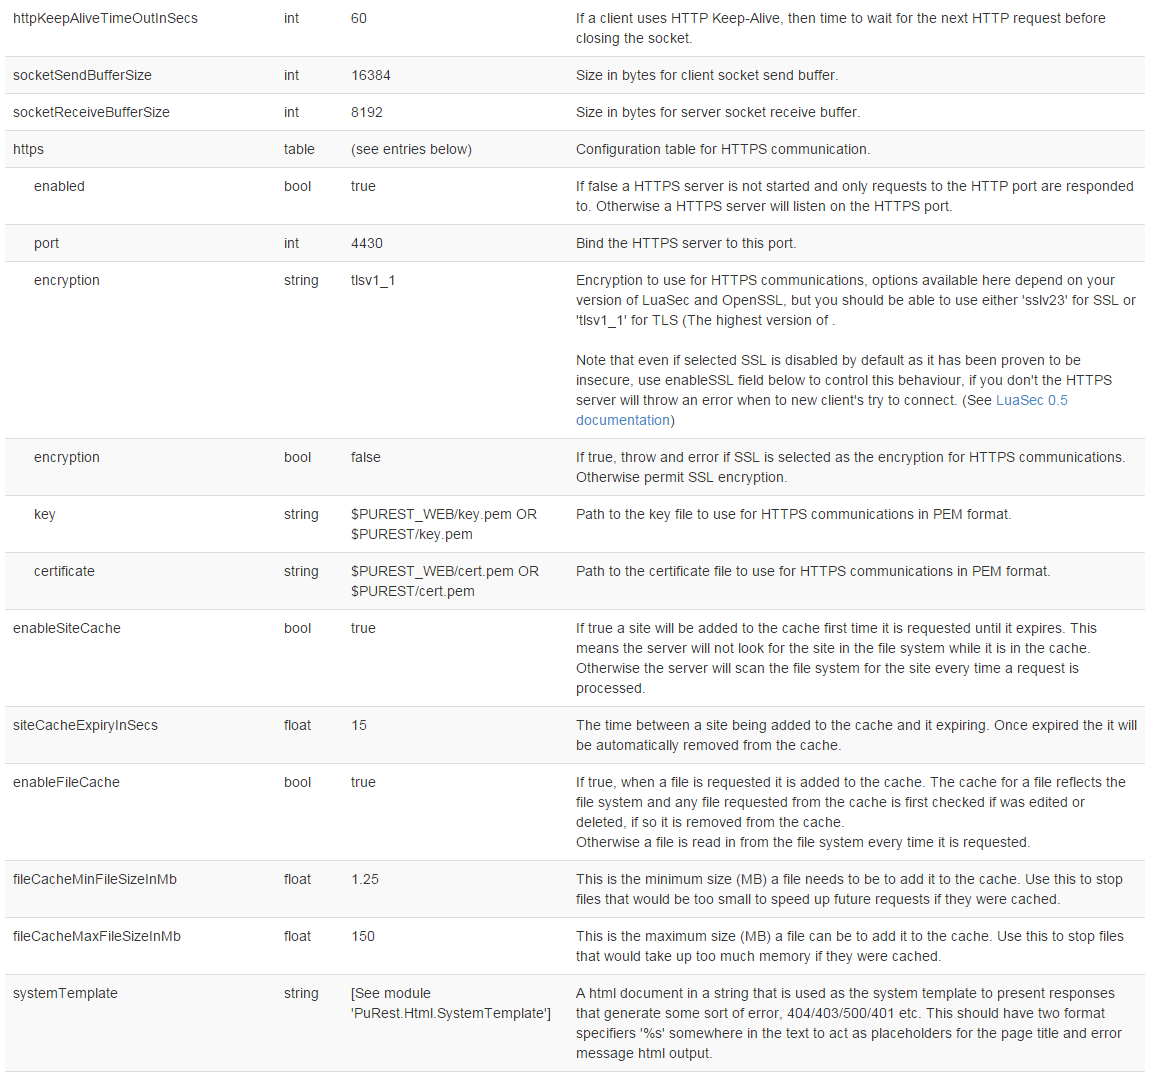 httpKeepAliveTimeOutInSecs int 60 If a client uses HTTP Keep-Alive, then time to wait for the next HTTP request before
closing the socket.
socketSendBufferSize int 16384 Size in bytes for client socket send buffer.
socketReceiveBufferSize int 8192 Size in bytes for server socket receive buffer.
https table (see entries below) Configuration table for HTTPS communication.
enabled bool true If false a HTTPS server is not started and only requests to the HTTP port are responded
to. Otherwise a HTTPS server will listen on the HTTPS port.
port int 4430 Bind the HTTPS server to this port.
encryption string tlsv1_1 Encryption to use for HTTPS communications, options available here depend on your
version of LuaSec and OpenSSL, but you should be able to use either 'sslv23' for SSL or
'tlsv1_1' for TLS (The highest version of .
Note that even if selected SSL is disabled by default as it has been proven to be
insecure, use enableSSL field below to control this behaviour, if you don't the HTTPS
server will throw an error when to new client's try to connect. (See LuaSec 0.5
documentation)
encryption bool false If true, throw and error if SSL is selected as the encryption for HTTPS communications.
Otherwise permit SSL encryption.
key string $PUREST_WEB/key.pem OR Path to the key file to use for HTTPS communications in PEM format.
$PUREST/key.pem
certificate string $PUREST_WEB/cert.pem OR Path to the certificate file to use for HTTPS communications in PEM format.
$PUREST/cert.pem
enableSiteCache bool true If true a site will be added to the cache first time it is requested until it expires. This
means the server will not look for the site in the file system while it is in the cache.
Otherwise the server will scan the file system for the site every time a request is
processed.
siteCacheExpiryInSecs float 15 The time between a site being added to the cache and it expiring. Once expired the it will
be automatically removed from the cache.
enableFileCache bool true If true, when a file is requested it is added to the cache. The cache for a file reflects the
file system and any file requested from the cache is first checked if was edited or
deleted, if so it is removed from the cache.
Otherwise a file is read in from the file system every time it is requested.
fileCacheMinFileSizeInMb float 1.25 This is the minimum size (MB) a file needs to be to add it to the cache. Use this to stop
files that would be too small to speed up future requests if they were cached.
fileCacheMaxFileSizeInMb float 150 This is the maximum size (MB) a file can be to add it to the cache. Use this to stop files
that would take up too much memory if they were cached.
systemTemplate string [See module A html document in a string that is used as the system template to present responses
'PuRest.Html.SystemTemplate'] that generate some sort of error, 404/403/500/401 etc. This should have two format
specifiers '%s' somewhere in the text to act as placeholders for the page title and error
message html output.